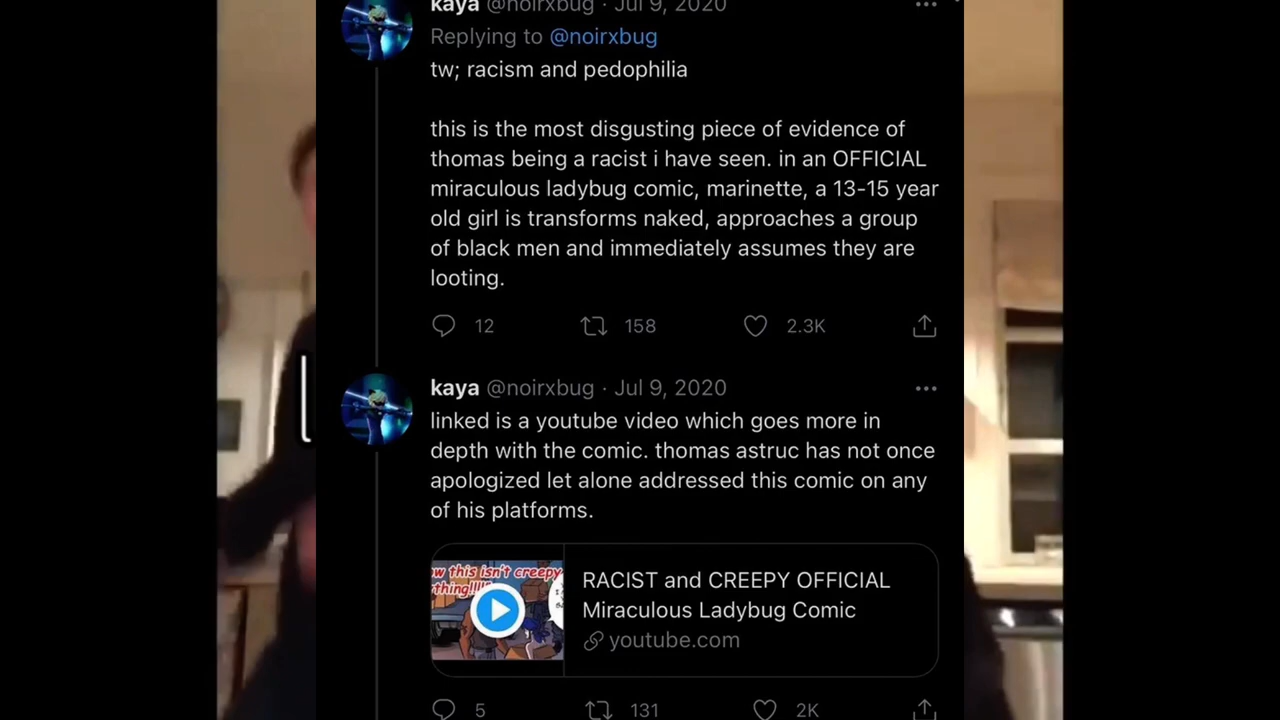 kaya @noirxbug · Jul 9, 2020
Replying to @noirxbug
tw; racism and pedophilia
this is the most disgusting piece of evidence of
thomas being a racist i have seen. in an OFFICIAL
miraculous ladybug comic, marinette, a 13-15 year
old girl is transforms naked, approaches a group
of black men and immediately assumes they are
looting.
12 158 2.3K
kaya @noirxbug · Jul 9, 2020
linked is a youtube video which goes more in
depth with the comic. thomas astruc has not once
apologized let alone addressed this comic on any
of his platforms.
w this isn't creepy
thing!!!!
RACIST and CREEPY OFFICIAL
Miraculous Ladybug Comic
youtube.com
5 131 2K